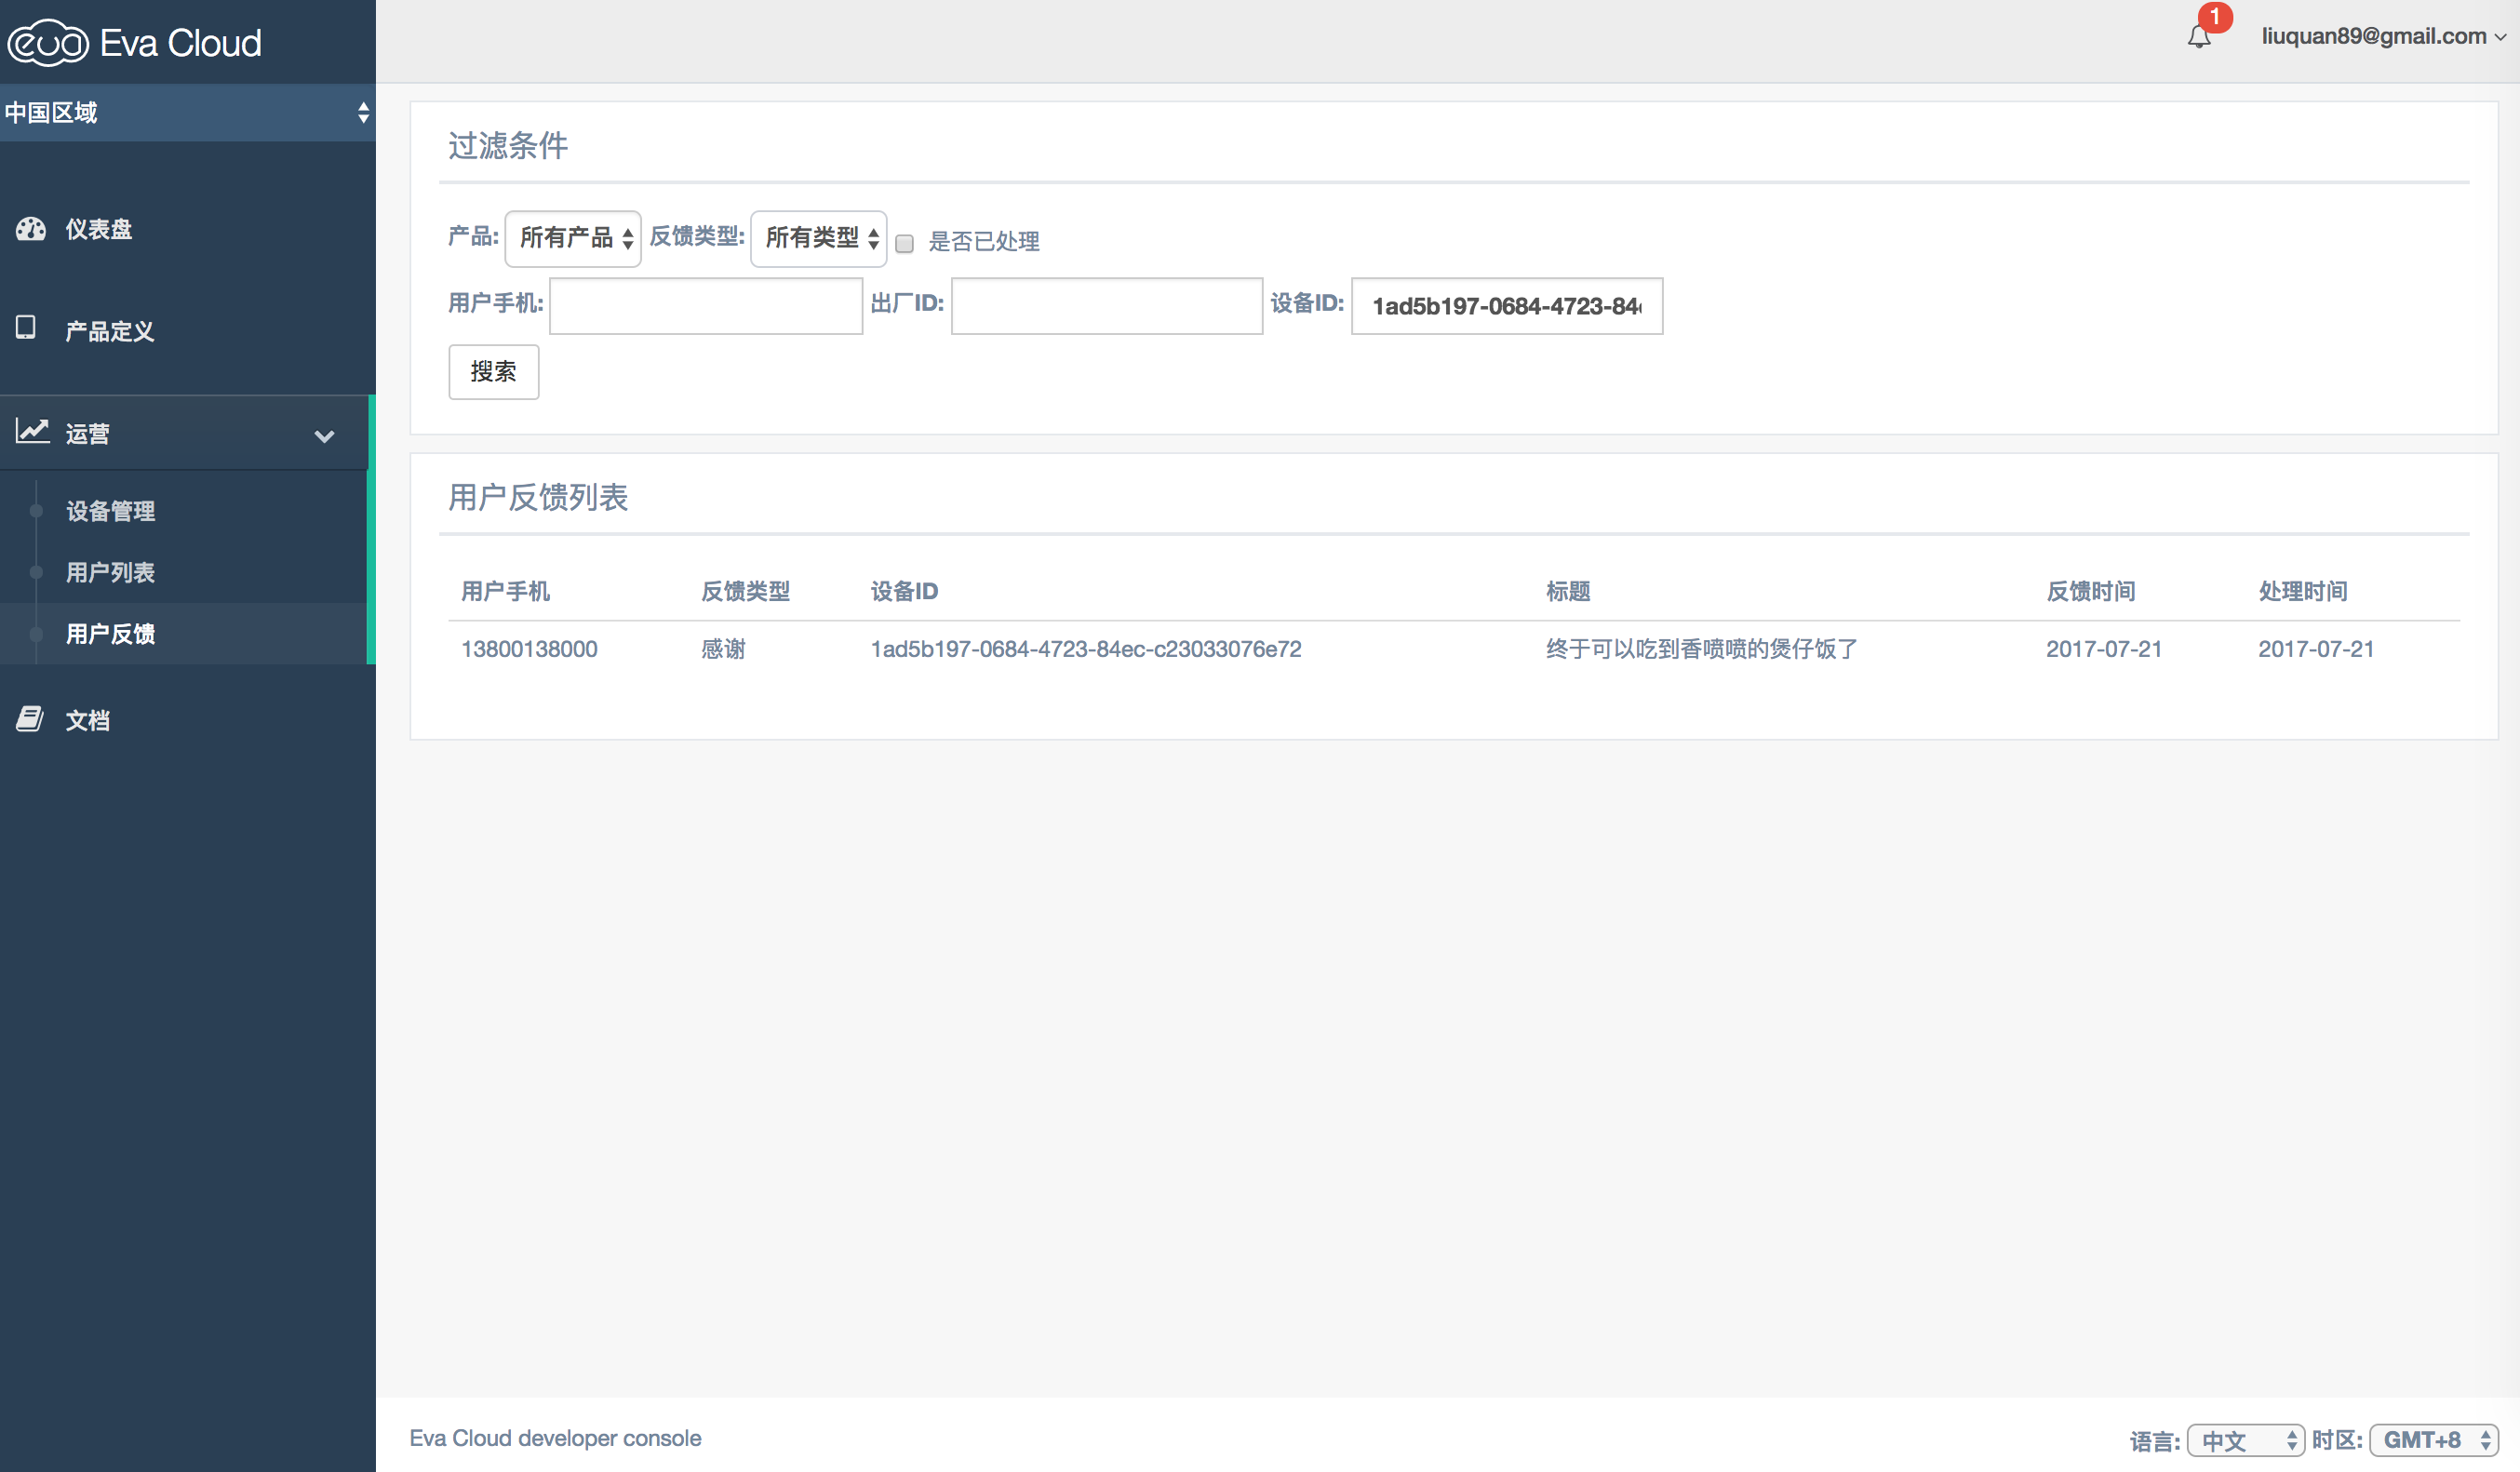 eva Eva Cloud
1
liuquan89@gmail.com
中国区域
仪表盘
产品定义
运营
设备管理
用户列表
用户反馈
文档
过滤条件
产品: 所有产品 反馈类型: 所有类型 是否已处理
用户手机: 出厂ID: 设备ID: 1ad5b197-0684-4723-84
搜索
用户反馈列表
用户手机 反馈类型 设备ID 标题 反馈时间 处理时间
13800138000 感谢 1ad5b197-0684-4723-84ec-c23033076e72 终于可以吃到香喷喷的煲仔饭了 2017-07-21 2017-07-21
Eva Cloud developer console
语言: 中文 时区: GMT+8